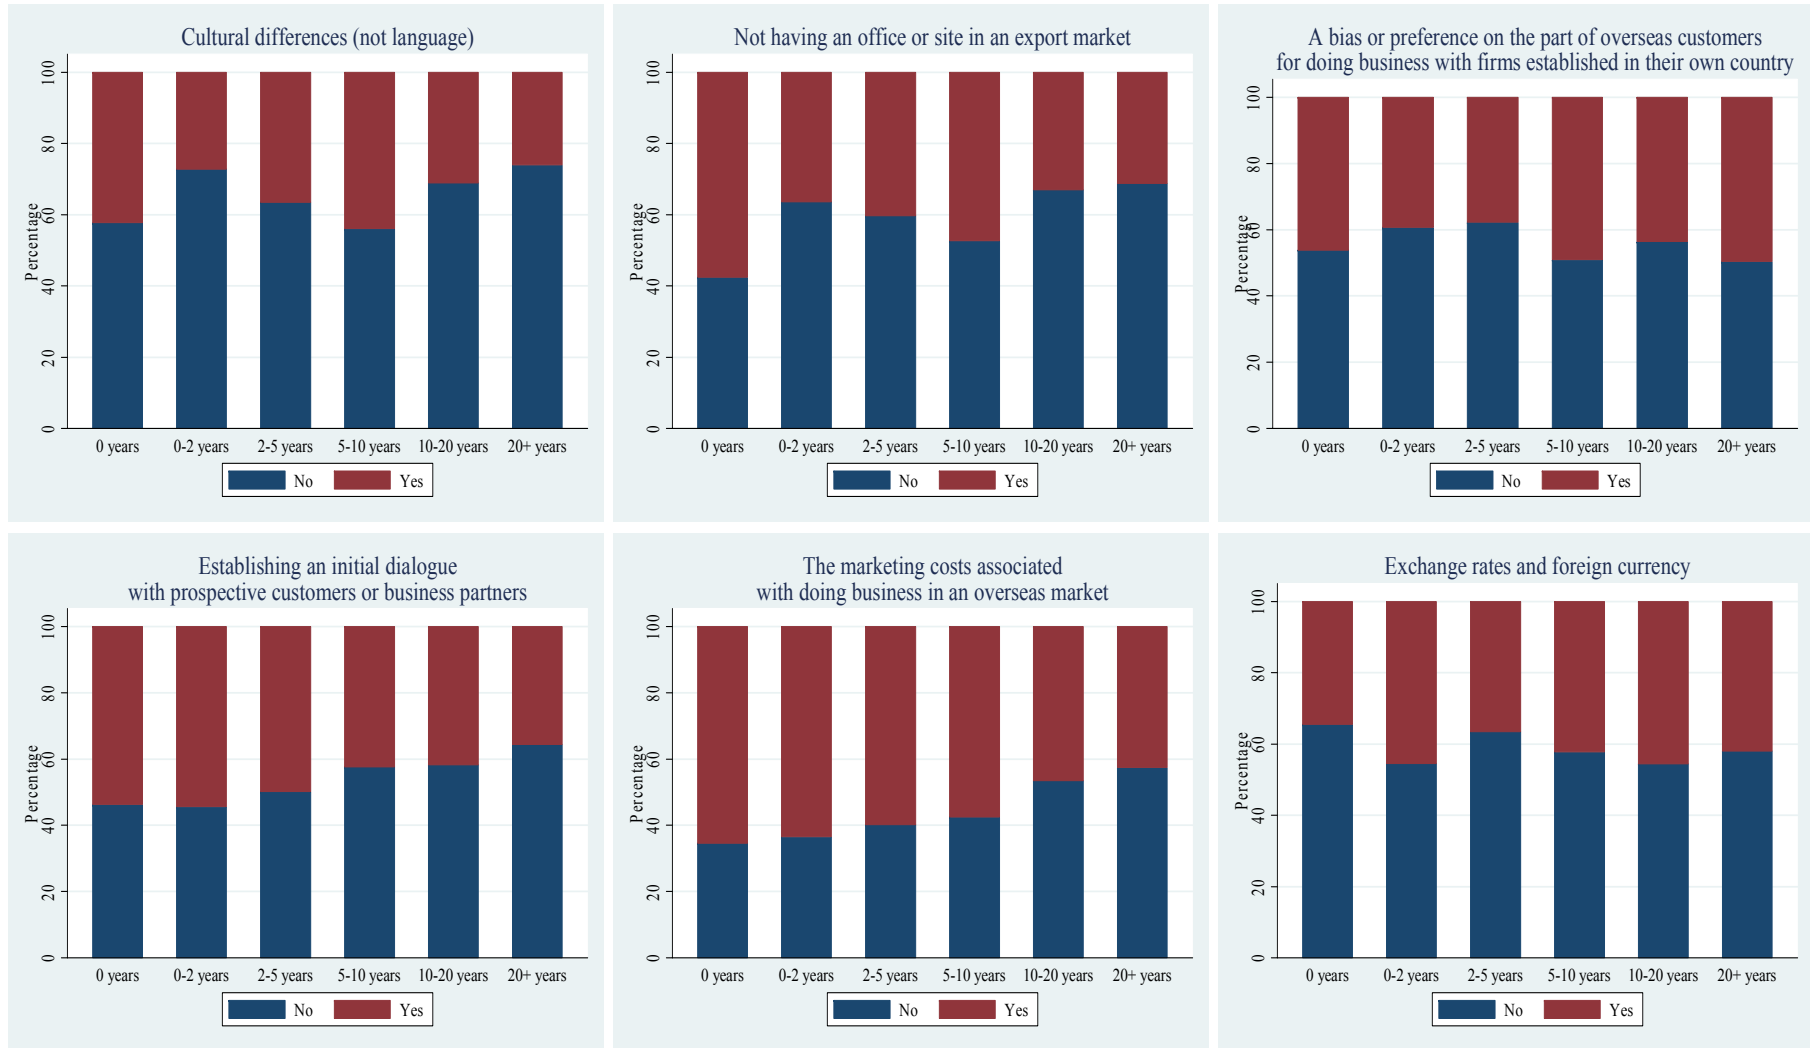 Cultural differences (not language)
Percentage
100
80
60
40
20
0
0 years 0-2 years 2-5 years 5-10 years 10-20 years 20+ years
No Yes
Not having an office or site in an export market
Percentage
100
80
60
40
20
0
0 years 0-2 years 2-5 years 5-10 years 10-20 years 20+ years
No Yes
A bias or preference on the part of overseas customers
for doing business with firms established in their own country
Percentage
100
80
60
40
20
0
0 years 0-2 years 2-5 years 5-10 years 10-20 years 20+ years
No Yes
Establishing an initial dialogue
with prospective customers or business partners
Percentage
100
80
60
40
20
0
0 years 0-2 years 2-5 years 5-10 years 10-20 years 20+ years
No Yes
The marketing costs associated
with doing business in an overseas market
Percentage
100
80
60
40
20
0
0 years 0-2 years 2-5 years 5-10 years 10-20 years 20+ years
No Yes
Exchange rates and foreign currency
Percentage
100
80
60
40
20
0
0 years 0-2 years 2-5 years 5-10 years 10-20 years 20+ years
No Yes